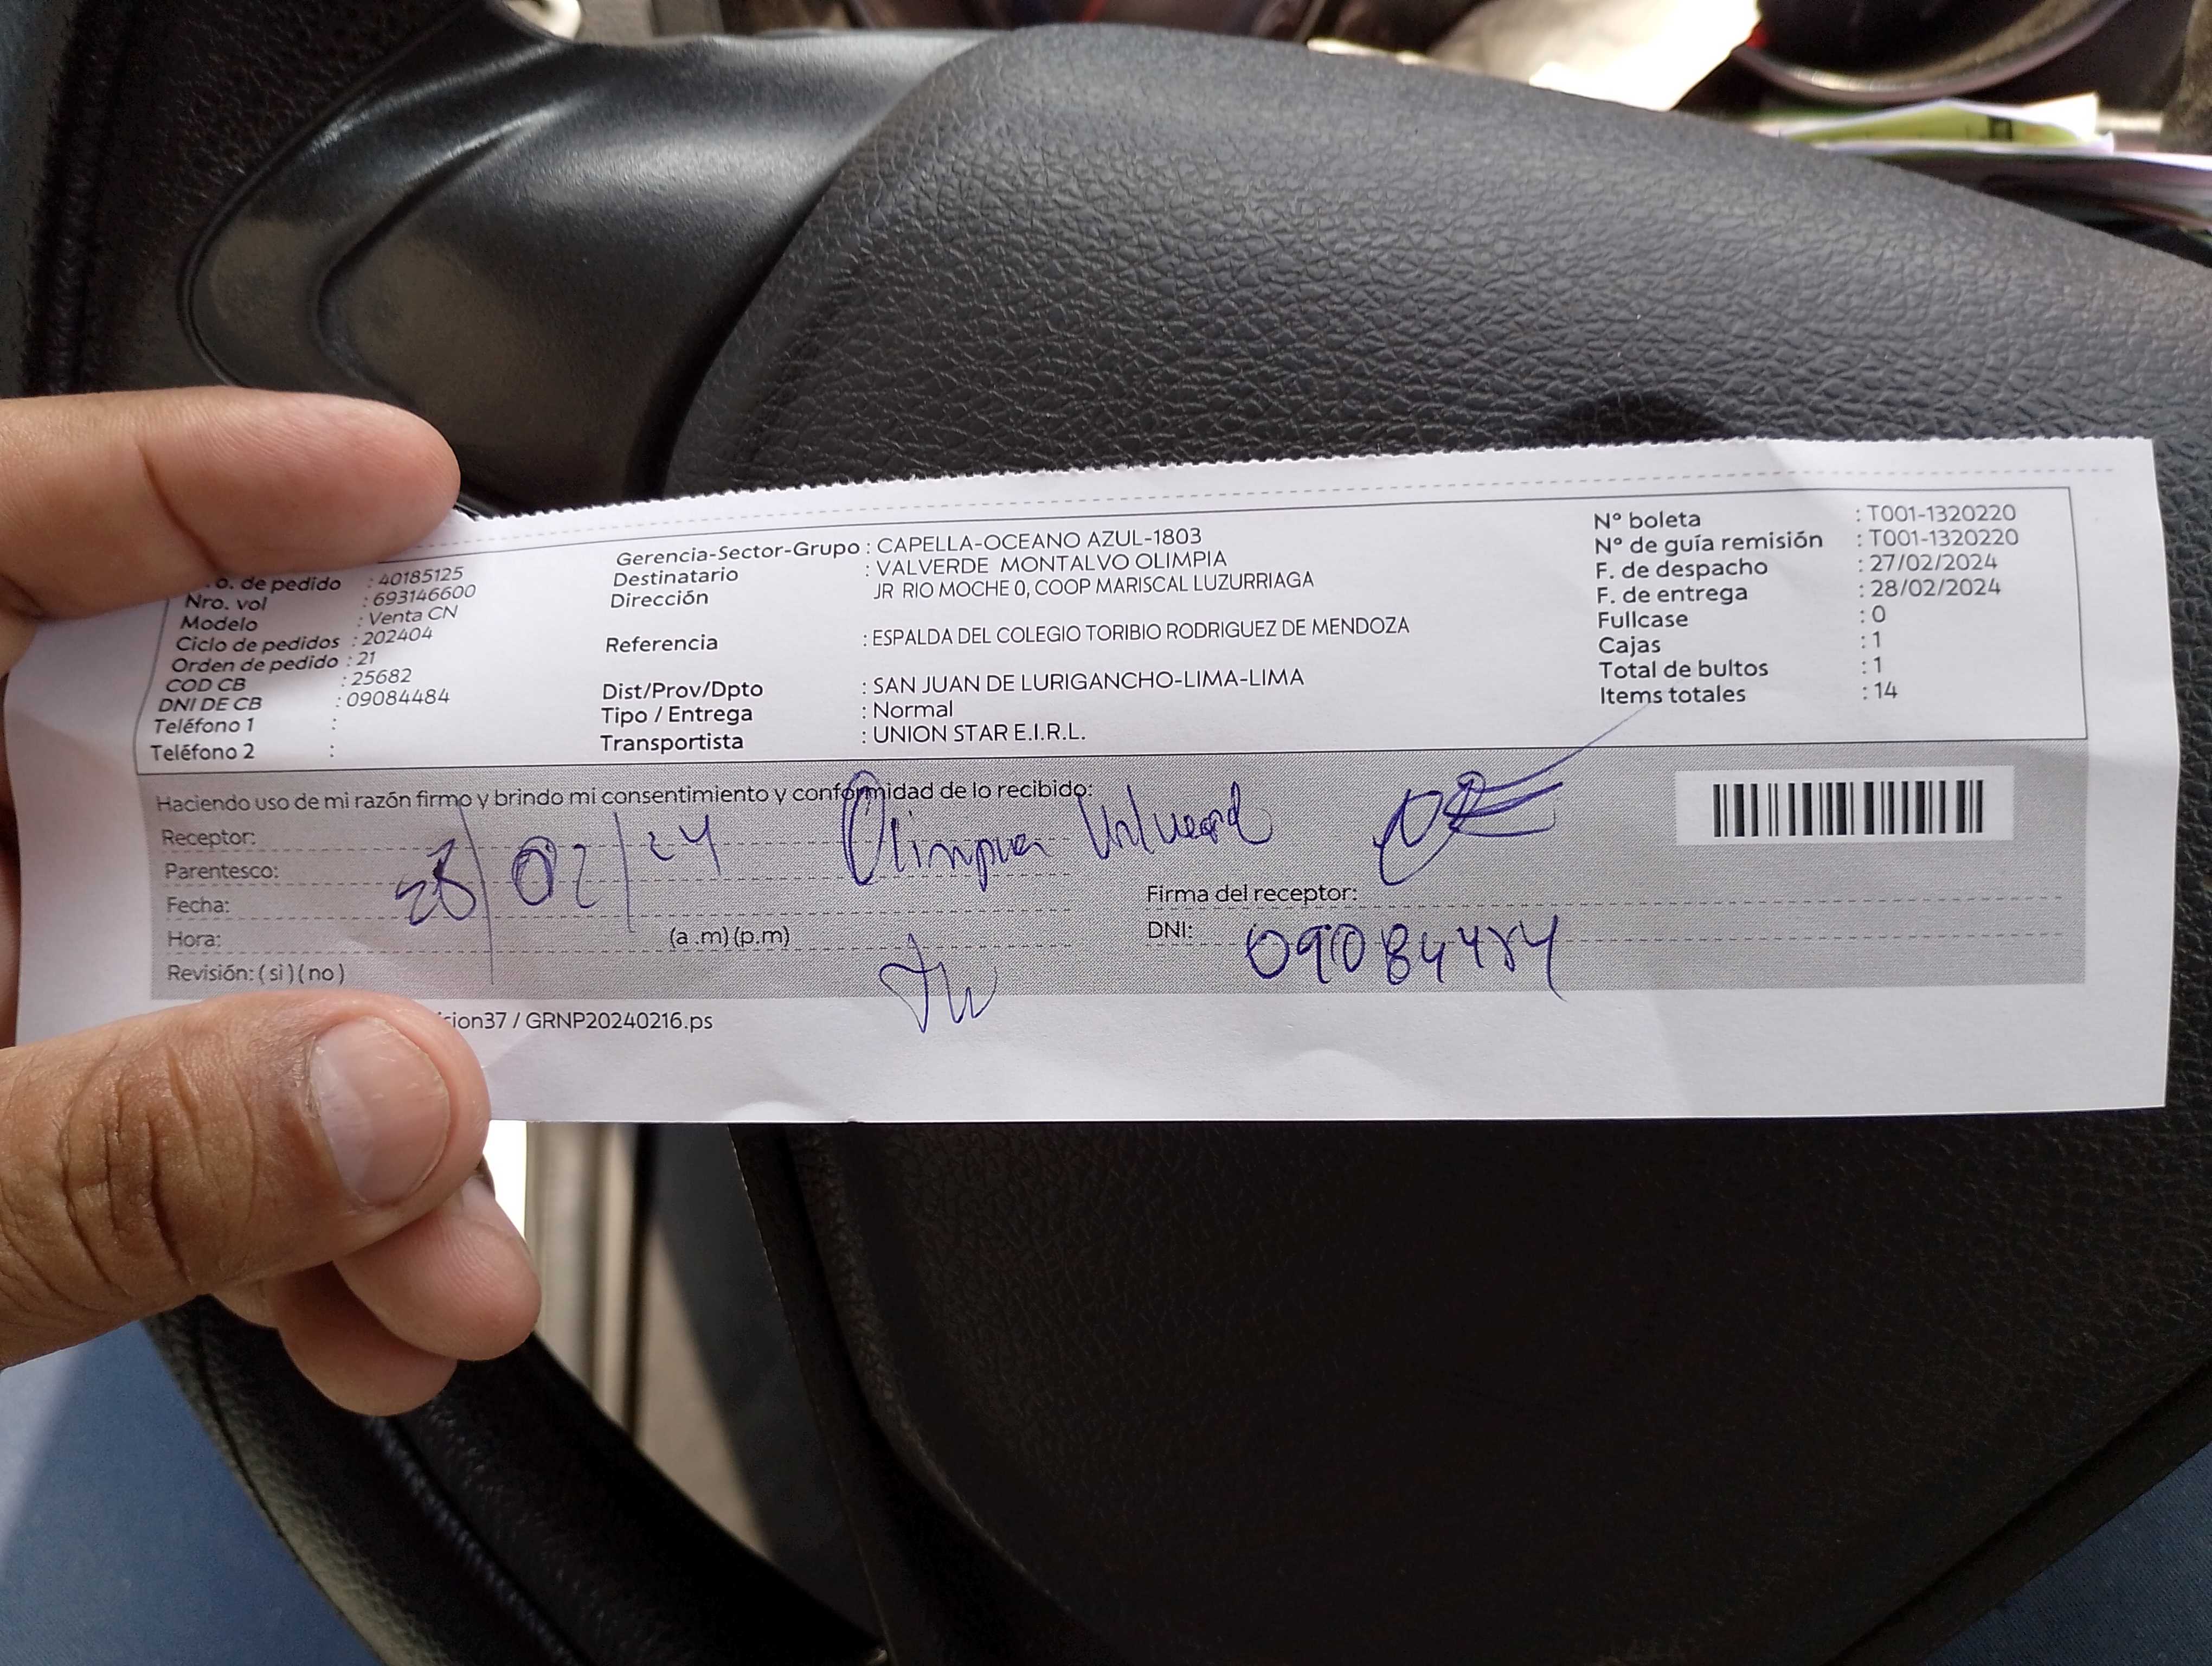 o. de pedido : 40185125
Nro. vol : 693146600
Modelo : Venta CN
Ciclo de pedidos : 202404
Orden de pedido : 21
COD CB : 25682
DNI DE CB : 09084484
Teléfono 1 :
Teléfono 2 :
Gerencia-Sector-Grupo : CAPELLA-OCEANO AZUL-1803
Destinatario : VALVERDE MONTALVO OLIMPIA
Dirección JR RIO MOCHE 0, COOP MARISCAL LUZURRIAGA
Referencia : ESPALDA DEL COLEGIO TORIBIO RODRIGUEZ DE MENDOZA
Dist/Prov/Dpto : SAN JUAN DE LURIGANCHO-LIMA-LIMA
Tipo / Entrega : Normal
Transportista : UNION STAR E.I.R.L.
Nº boleta : T001-1320220
Nº de guía remisión : T001-1320220
F. de despacho : 27/02/2024
F. de entrega : 28/02/2024
Fullcase : 0
Cajas : 1
Total de bultos : 1
Items totales : 14
Haciendo uso de mi razón firmo y brindo mi consentimiento y conformidad de lo recibido:
Receptor: Olimpia Valverd
Parentesco:
Fecha: 28/02/24
Hora: (a .m) (p.m)
Revisión: ( si ) ( no )
Firma del receptor:
DNI: 09084484
sion37 / GRNP20240216.ps